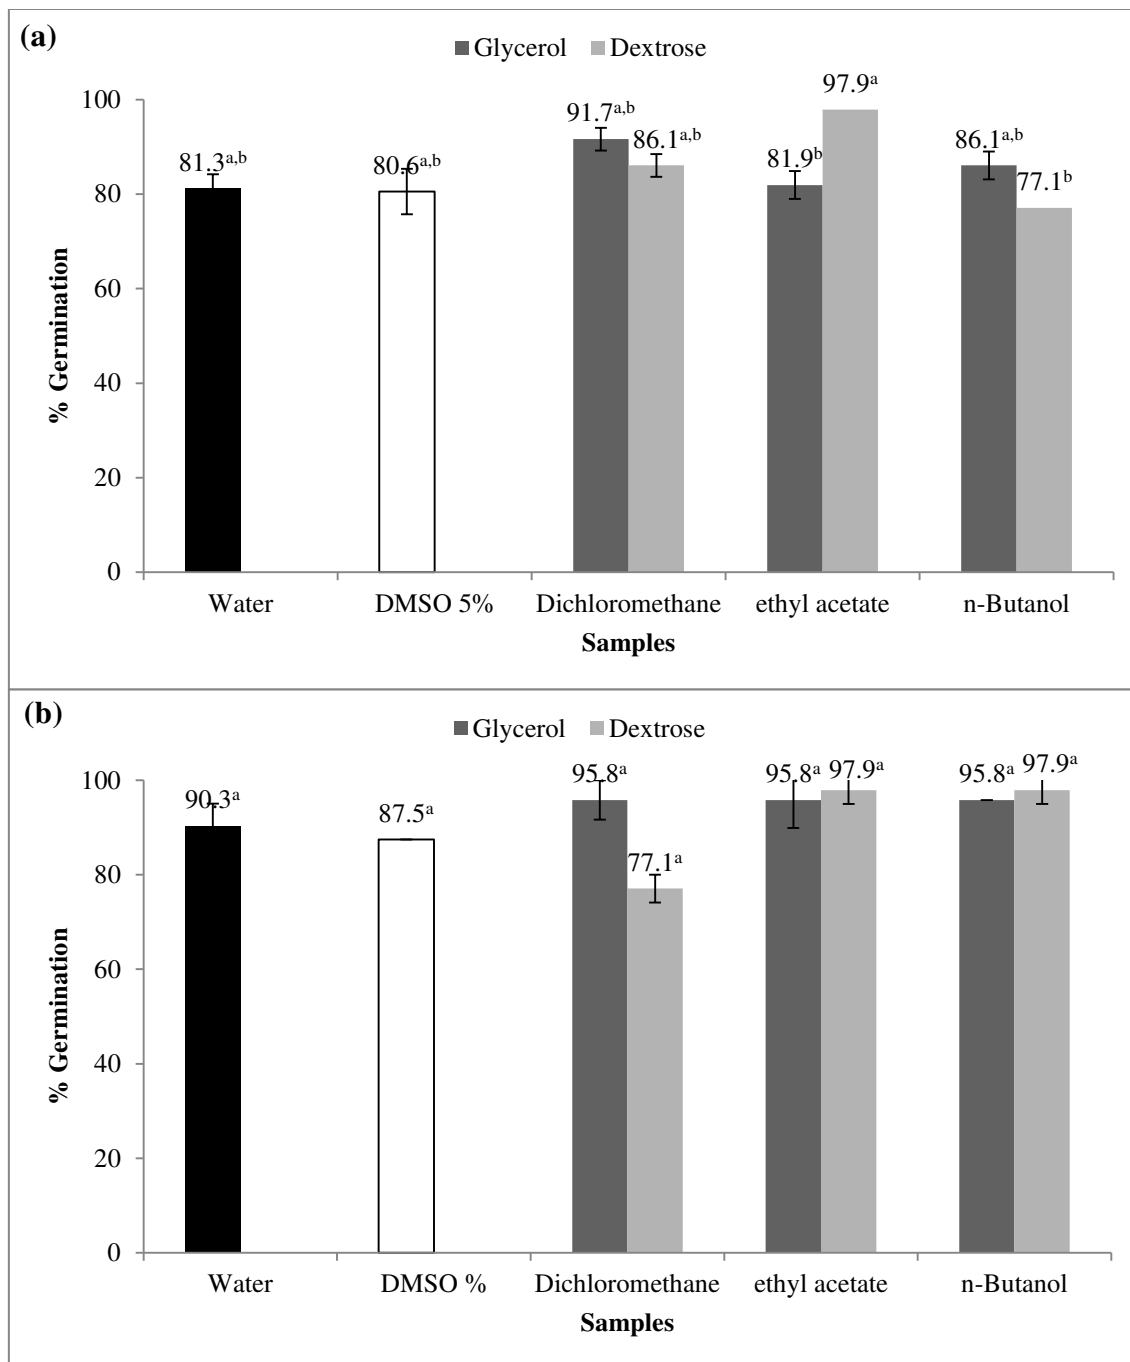 (a)
Glycerol Dextrose
% Germination
100
80
60
40
20
0
81.3a,b
80.6a,b
91.7a,b
86.1a,b
81.9b
97.9a
86.1a,b
77.1b
Water DMSO 5% Dichloromethane ethyl acetate n-Butanol
Samples
(b)
Glycerol Dextrose
% Germination
100
80
60
40
20
0
90.3a
87.5a
95.8a
77.1a
95.8a
97.9a
95.8a
97.9a
Water DMSO % Dichloromethane ethyl acetate n-Butanol
Samples